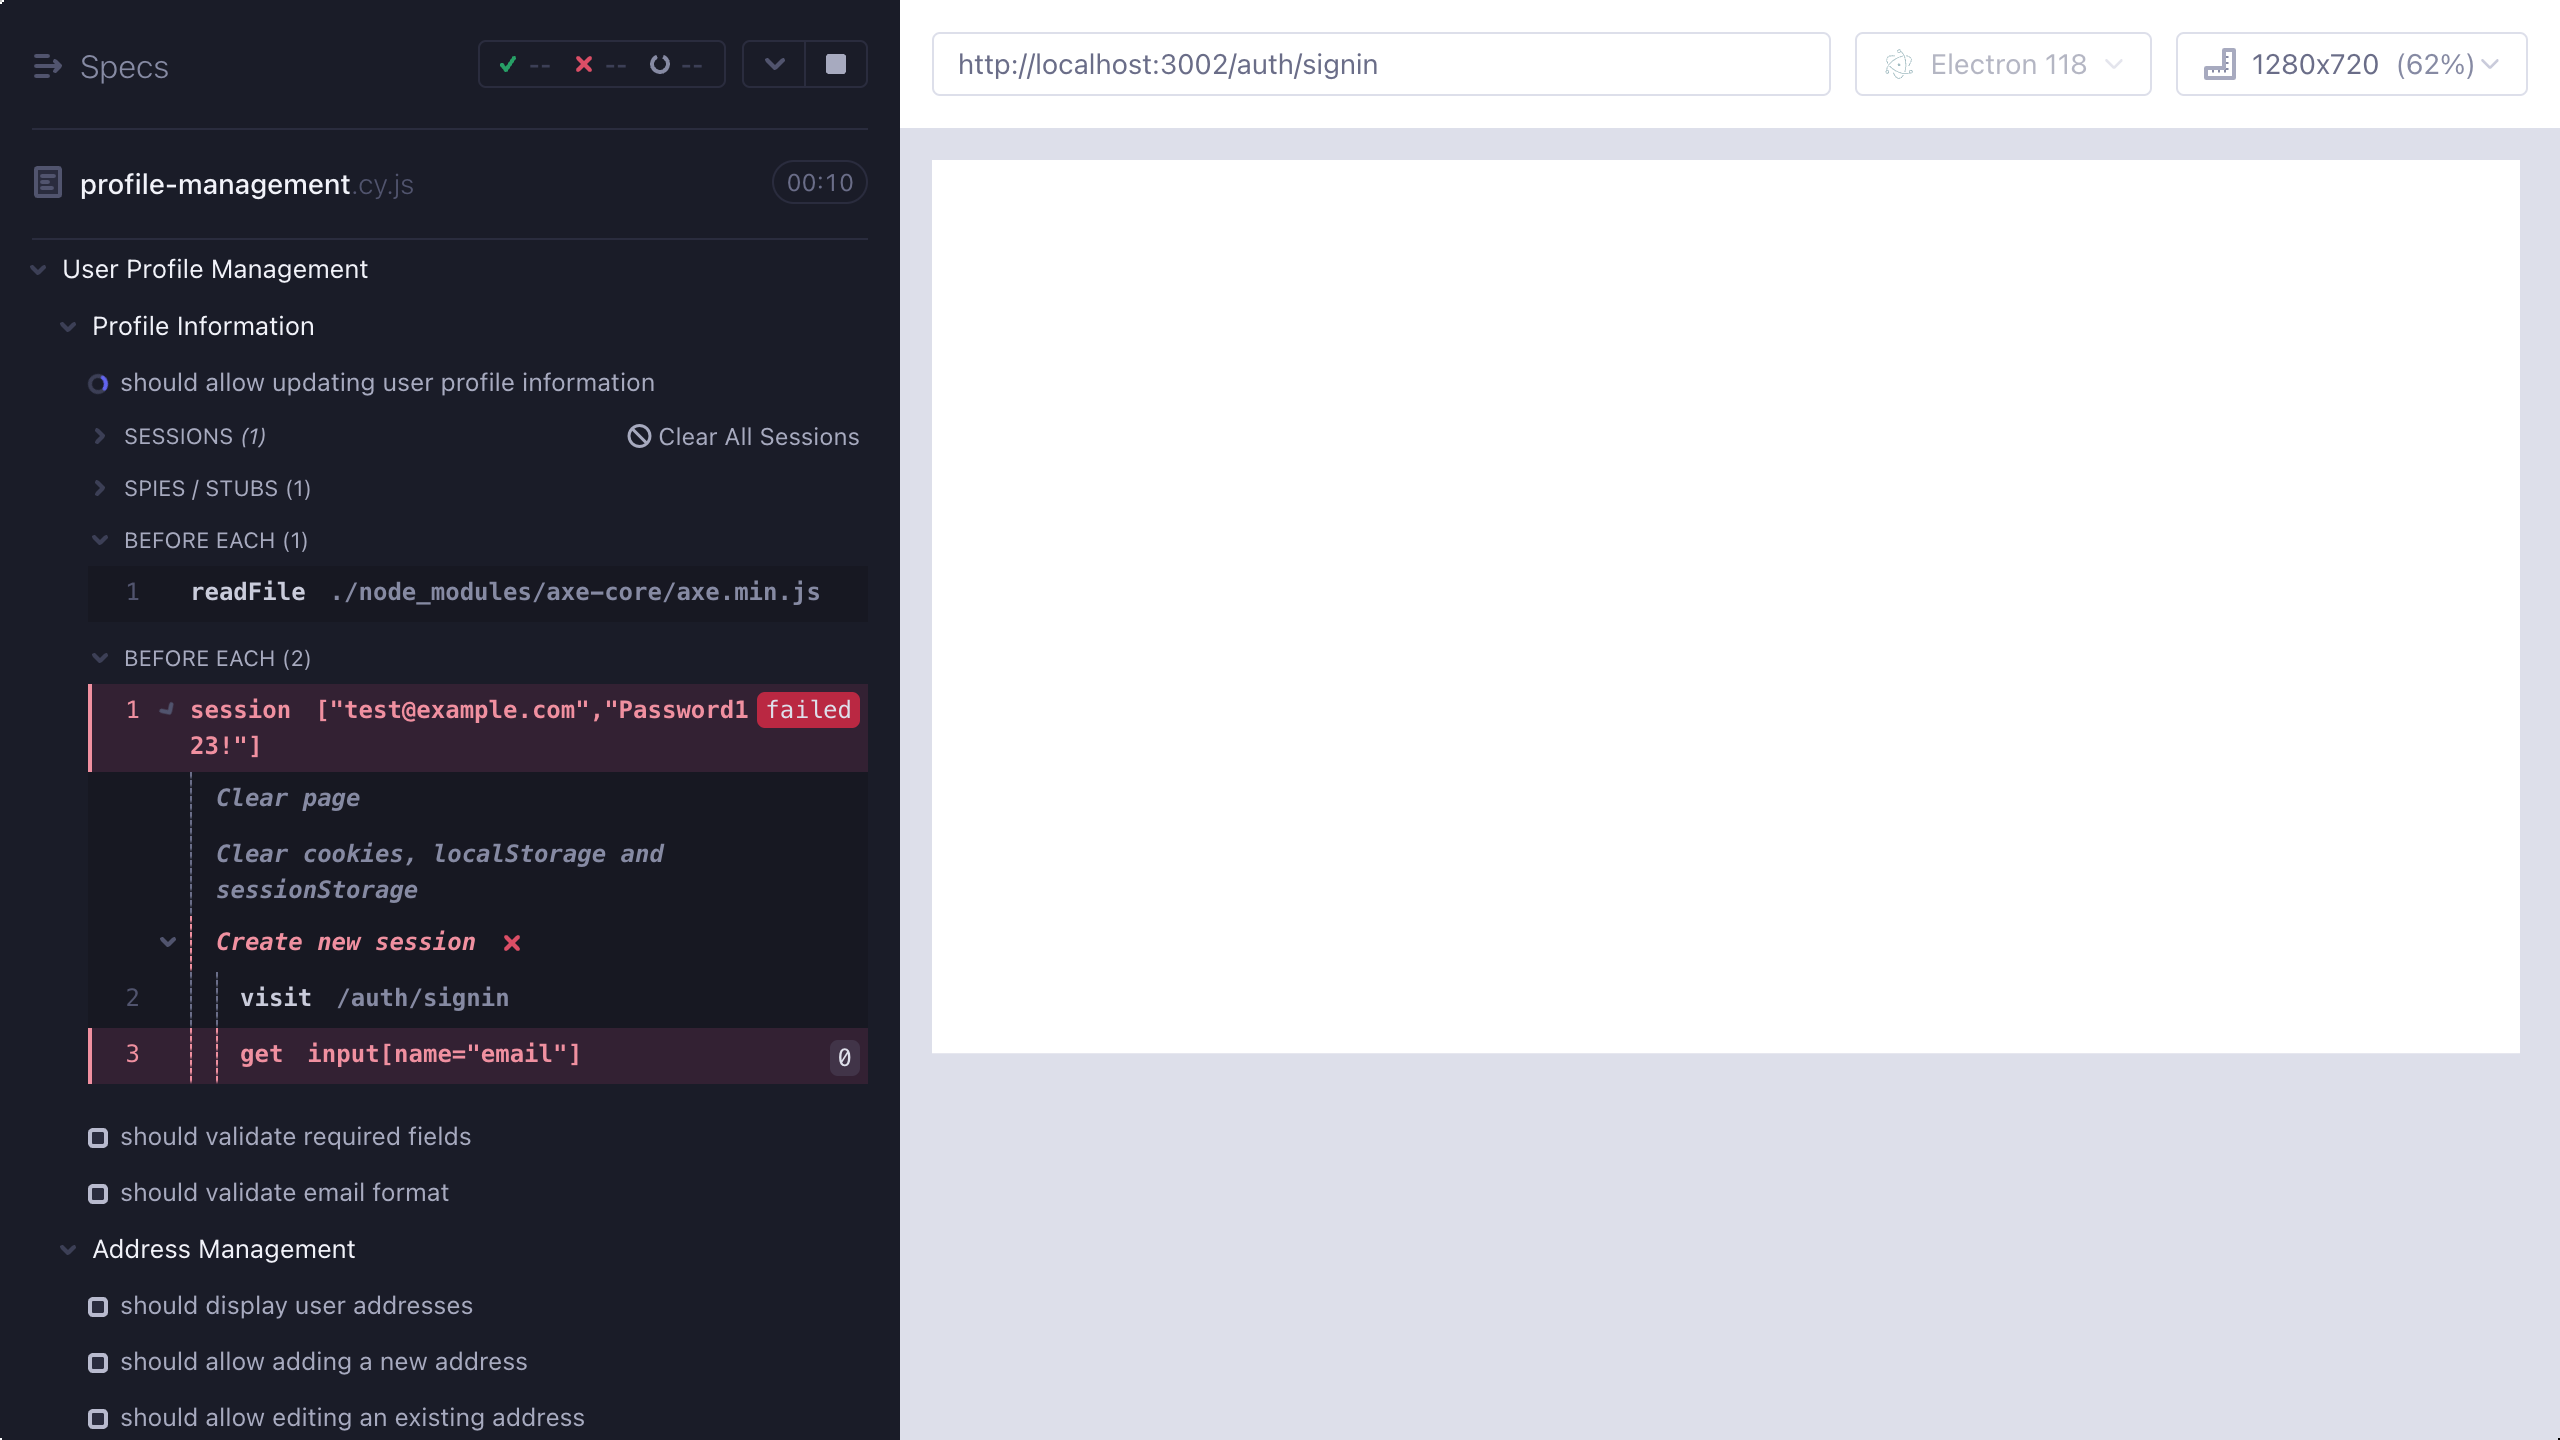 Specs
-- -- --
http://localhost:3002/auth/signin
Electron 118
1280x720 (62%)
profile-management.cy.js
00:10
User Profile Management
Profile Information
should allow updating user profile information
SESSIONS (1)
Clear All Sessions
SPIES / STUBS (1)
BEFORE EACH (1)
1 readFile ./node_modules/axe-core/axe.min.js
BEFORE EACH (2)
1 session ["test@example.com","Password1 failed
23!"]
Clear page
Clear cookies, localStorage and
sessionStorage
Create new session
2 visit /auth/signin
3 get input[name="email"] 0
should validate required fields
should validate email format
Address Management
should display user addresses
should allow adding a new address
should allow editing an existing address